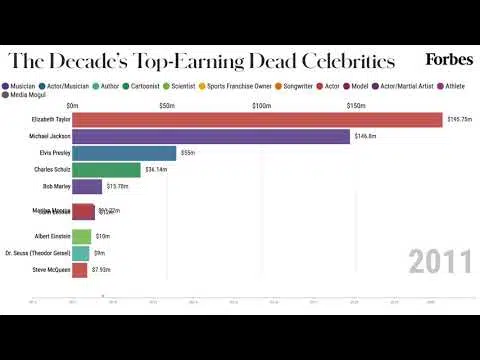 The Decade's Top-Earning Dead Celebrities
Forbes
Musician Actor/Musician Author Cartoonist Scientist Sports Franchise Owner Songwriter Actor Model Actor/Martial Artist Athlete
Media Mogul
$0m $50m $100m $150m
Elizabeth Taylor $195.75m
Michael Jackson $146.8m
Elvis Presley $55m
Charles Schulz $36.14m
Bob Marley $15.78m
Albert Einstein $10m
Dr. Seuss (Theodor Geisel) $9m
Steve McQueen $7.93m
2011